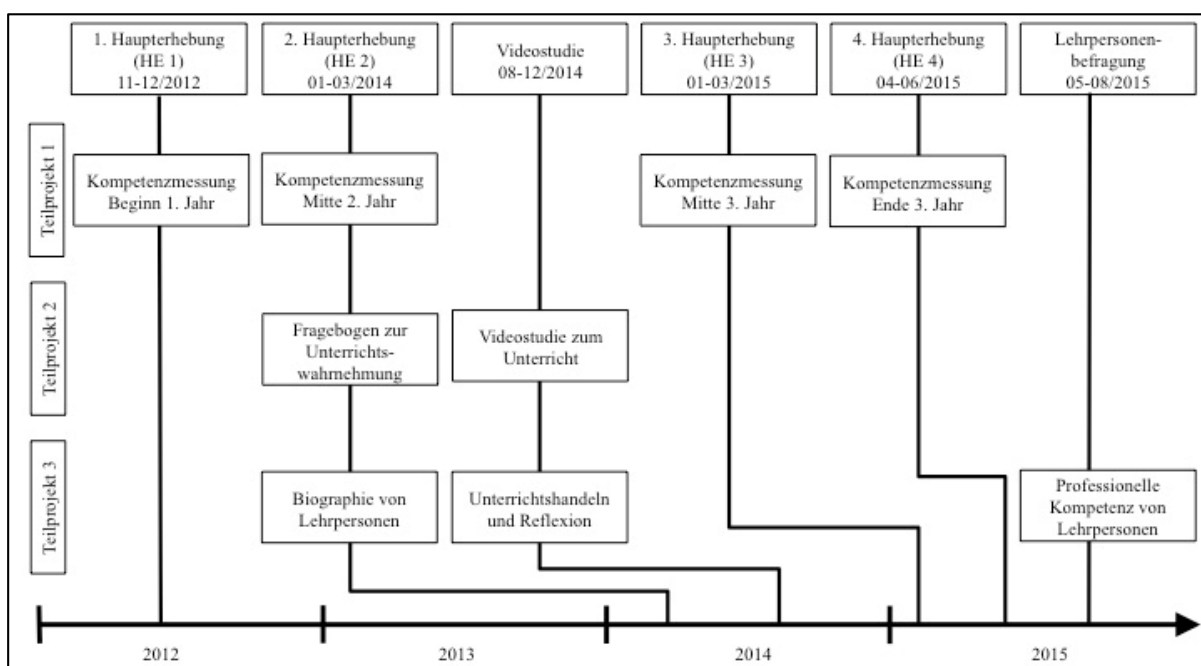 1. Haupterhebung
(HE 1)
11-12/2012
2. Haupterhebung
(HE 2)
01-03/2014
Videostudie
08-12/2014
3. Haupterhebung
(HE 3)
01-03/2015
4. Haupterhebung
(HE 4)
04-06/2015
Lehrpersonen-
befragung
05-08/2015
Teilprojekt 1
Kompetenzmessung
Beginn 1. Jahr
Kompetenzmessung
Mitte 2. Jahr
Kompetenzmessung
Mitte 3. Jahr
Kompetenzmessung
Ende 3. Jahr
Teilprojekt 2
Fragebogen zur
Unterrichts-
wahrnehmung
Videostudie zum
Unterricht
Teilprojekt 3
Biographie von
Lehrpersonen
Unterrichtshandeln
und Reflexion
Professionelle
Kompetenz von
Lehrpersonen
2012
2013
2014
2015